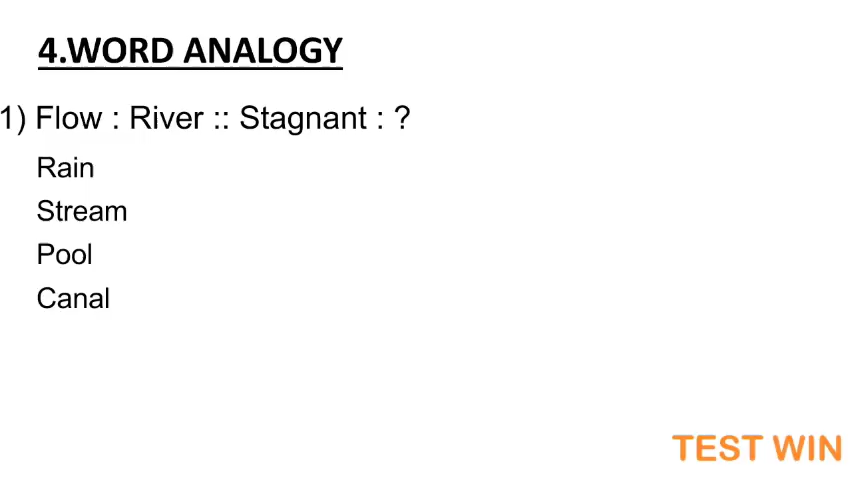 4.WORD ANALOGY
1) Flow : River :: Stagnant : ?
Rain
Stream
Pool
Canal
TEST WIN